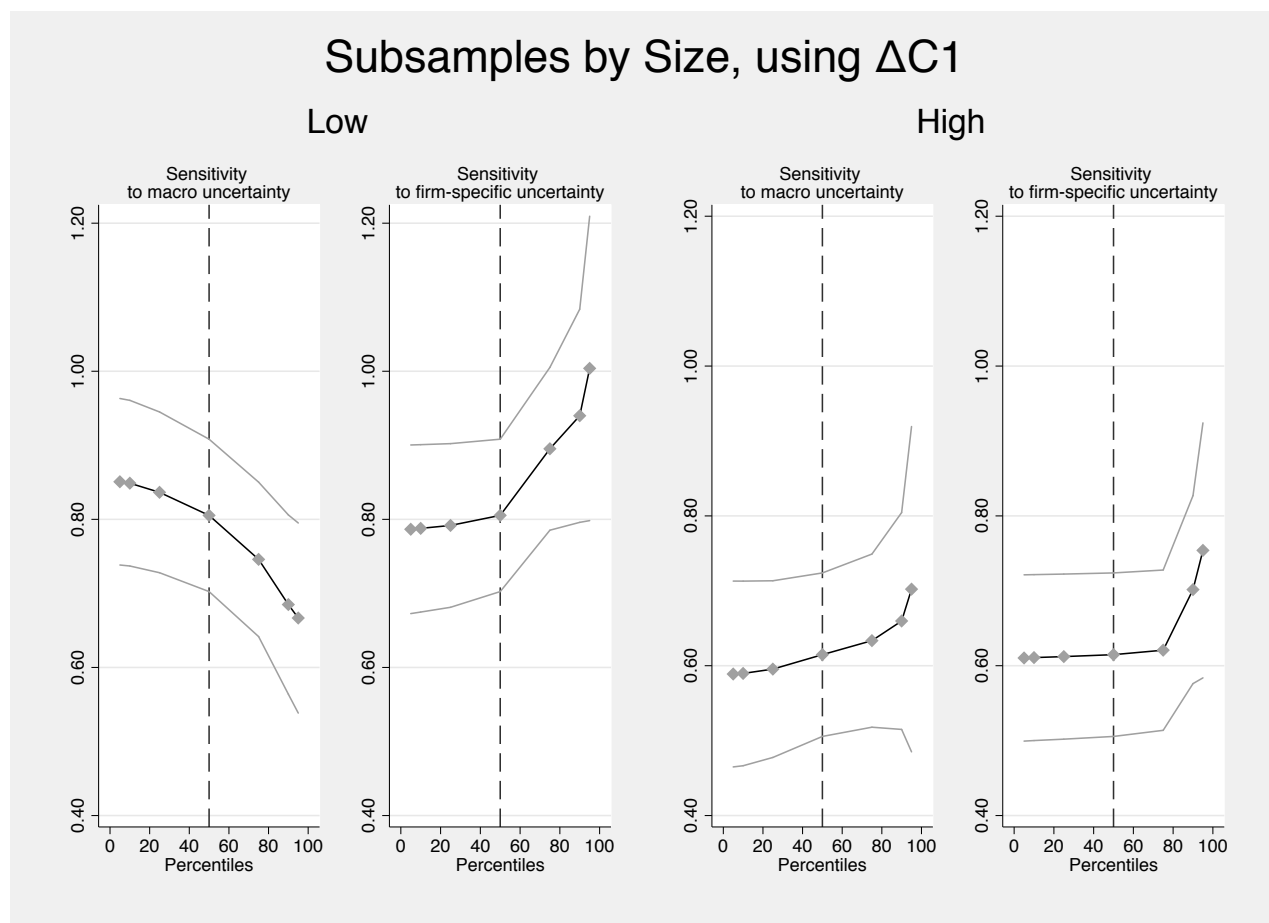 Subsamples by Size, using ΔC1
Low
High
Sensitivity
to macro uncertainty
1.20
1.00
0.80
0.60
0.40
0 20 40 60 80 100
Percentiles
Sensitivity
to firm-specific uncertainty
1.20
1.00
0.80
0.60
0.40
0 20 40 60 80 100
Percentiles
Sensitivity
to macro uncertainty
1.20
1.00
0.80
0.60
0.40
0 20 40 60 80 100
Percentiles
Sensitivity
to firm-specific uncertainty
1.20
1.00
0.80
0.60
0.40
0 20 40 60 80 100
Percentiles